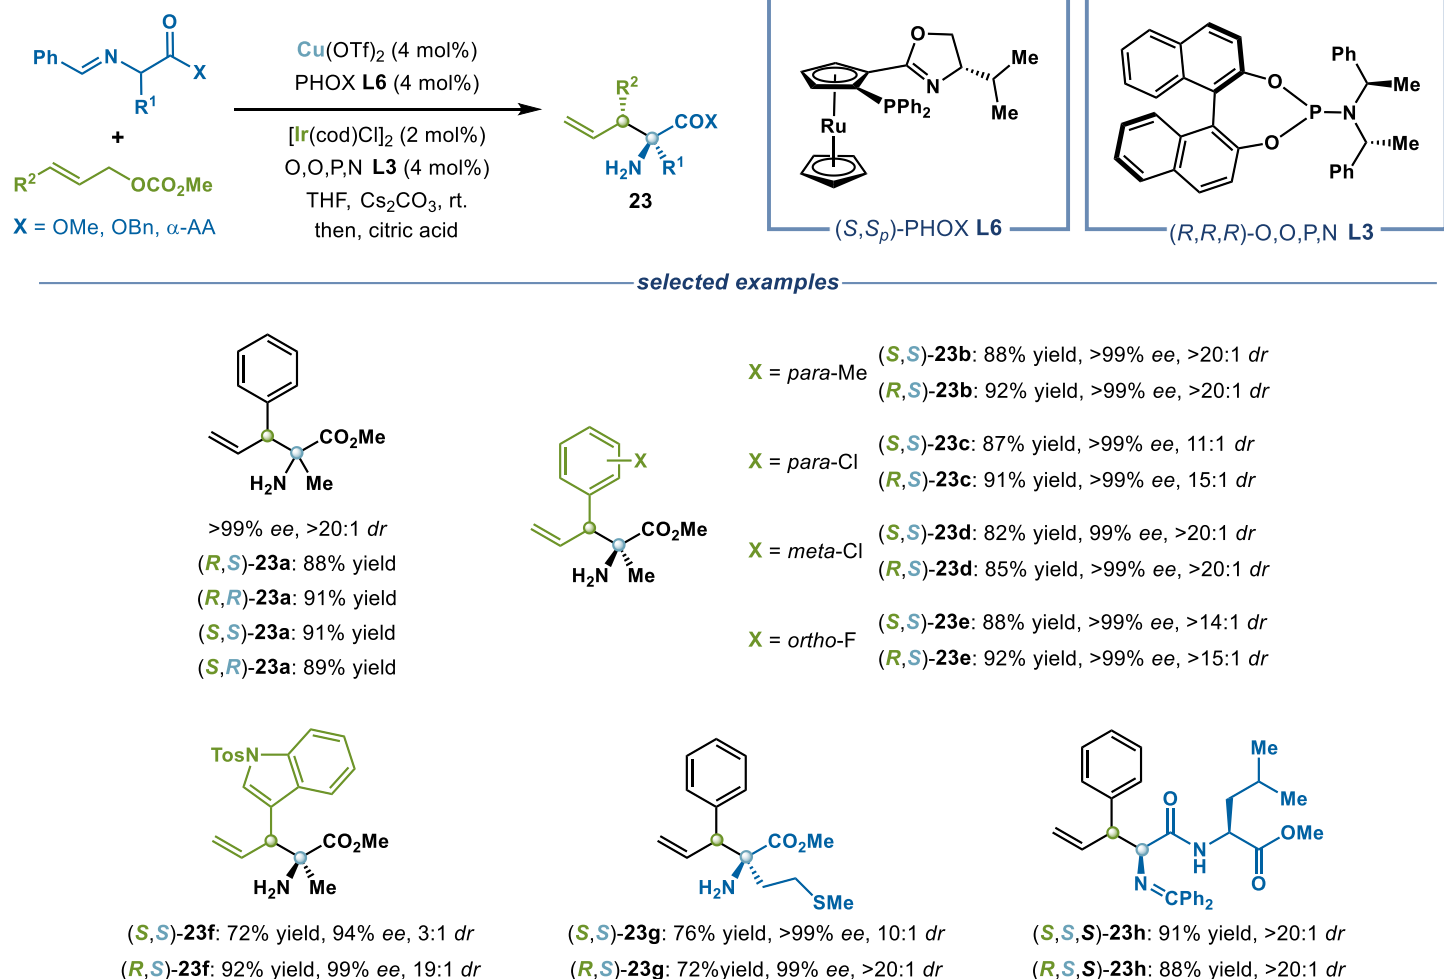 Ph
N
O
X
R¹
+
R²
OCO₂Me
X = OMe, OBn, α-AA
Cu(OTf)₂ (4 mol%)
PHOX L6 (4 mol%)
[Ir(cod)Cl]₂ (2 mol%)
O,O,P,N L3 (4 mol%)
THF, Cs₂CO₃, rt.
then, citric acid
R²
COX
H₂N
R¹
23
O
N
Me
Me
PPh₂
Ru
(S,Sₚ)-PHOX L6
O
O
P
N
Ph
Me
Me
Ph
(R,R,R)-O,O,P,N L3
selected examples
CO₂Me
H₂N
Me
>99% ee, >20:1 dr
(R,S)-23a: 88% yield
(R,R)-23a: 91% yield
(S,S)-23a: 91% yield
(S,R)-23a: 89% yield
X
CO₂Me
H₂N
Me
X = para-Me
(S,S)-23b: 88% yield, >99% ee, >20:1 dr
(R,S)-23b: 92% yield, >99% ee, >20:1 dr
X = para-Cl
(S,S)-23c: 87% yield, >99% ee, 11:1 dr
(R,S)-23c: 91% yield, >99% ee, 15:1 dr
X = meta-Cl
(S,S)-23d: 82% yield, 99% ee, >20:1 dr
(R,S)-23d: 85% yield, >99% ee, >20:1 dr
X = ortho-F
(S,S)-23e: 88% yield, >99% ee, >14:1 dr
(R,S)-23e: 92% yield, >99% ee, >15:1 dr
TosN
CO₂Me
H₂N
Me
(S,S)-23f: 72% yield, 94% ee, 3:1 dr
(R,S)-23f: 92% yield, 99% ee, 19:1 dr
CO₂Me
H₂N
SMe
(S,S)-23g: 76% yield, >99% ee, 10:1 dr
(R,S)-23g: 72%yield, 99% ee, >20:1 dr
Me
Me
O
N
H
OMe
O
N
CPh₂
(S,S,S)-23h: 91% yield, >20:1 dr
(R,S,S)-23h: 88% yield, >20:1 dr